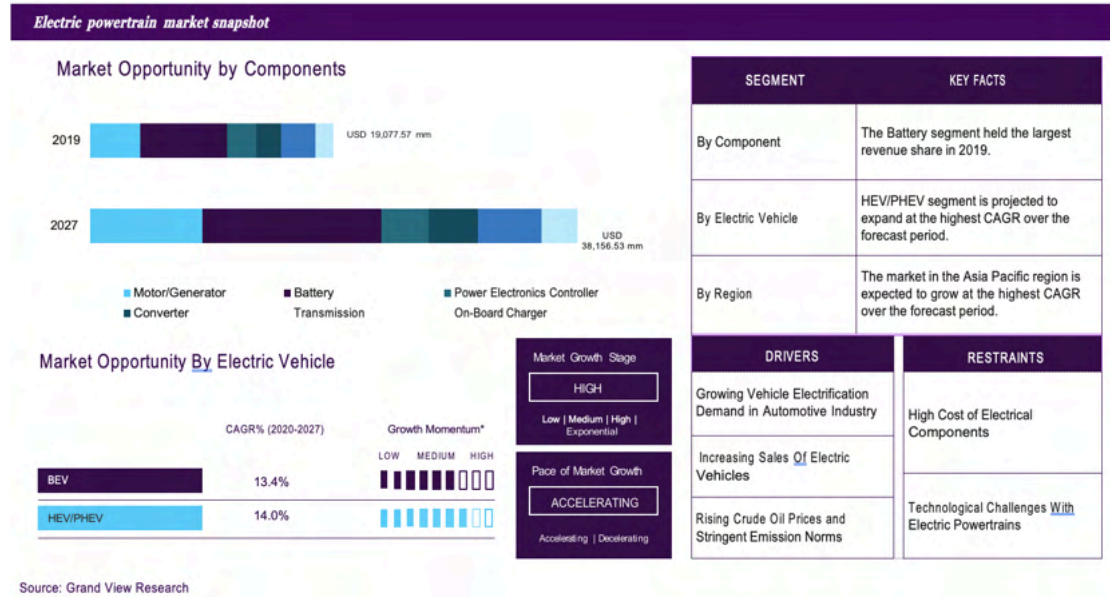 Electric powertrain market snapshot
Market Opportunity by Components
2019
USD 19,077.57 mm
2027
USD
38,156.53 mm
Motor/Generator
Battery
Power Electronics Controller
Converter
Transmission
On-Board Charger
SEGMENT
KEY FACTS
By Component
The Battery segment held the largest
revenue share in 2019.
By Electric Vehicle
HEV/PHEV segment is projected to
expand at the highest CAGR over the
forecast period.
By Region
The market in the Asia Pacific region is
expected to grow at the highest CAGR
over the forecast period.
Market Opportunity By Electric Vehicle
CAGR% (2020-2027)
Growth Momentum*
LOW MEDIUM HIGH
BEV
13.4%
HEV/PHEV
14.0%
Market Growth Stage
HIGH
Low | Medium | High |
Exponential
Pace of Market Growth
ACCELERATING
Accelerating | Decelerating
DRIVERS
Growing Vehicle Electrification
Demand in Automotive Industry
Increasing Sales Of Electric
Vehicles
Rising Crude Oil Prices and
Stringent Emission Norms
RESTRAINTS
High Cost of Electrical
Components
Technological Challenges With
Electric Powertrains
Source: Grand View Research